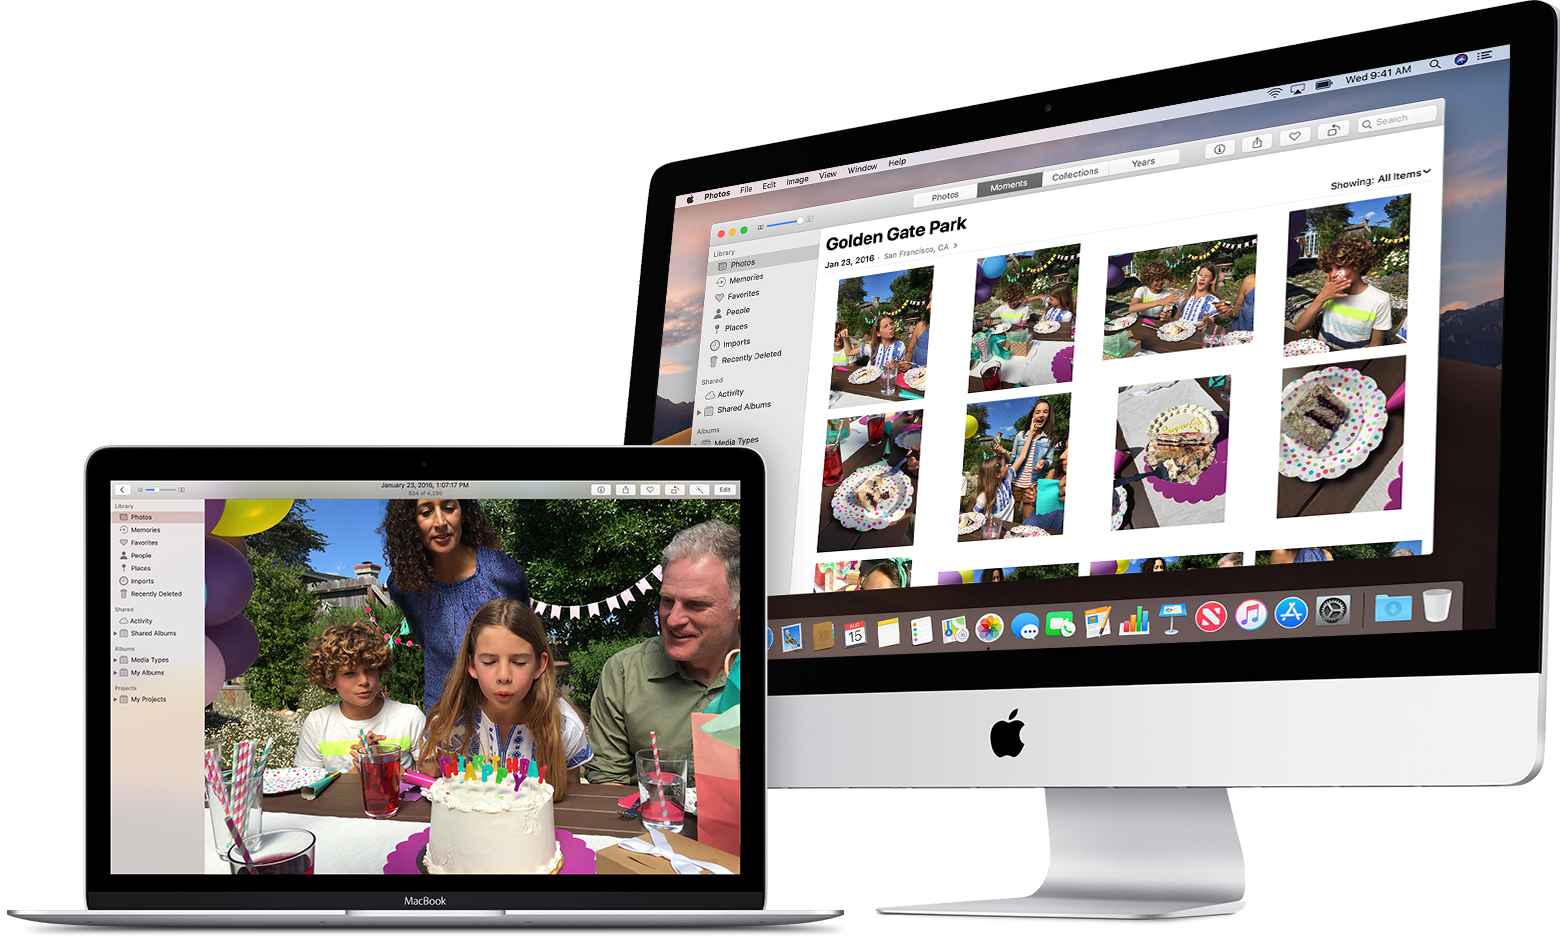 Wed 9:41 AM
Photos File Edit Image View Window Help
Photos Moments Collections Years
Search
Showing: All Items
Golden Gate Park
Jan 23, 2016 · San Francisco, CA >
Library
Photos
Memories
Favorites
People
Places
Imports
Recently Deleted
Shared
Activity
Shared Albums
Albums
Media Types
AUG
15
January 23, 2016, 1:07:17 PM
834 of 4,296
Edit
Library
Photos
Memories
Favorites
People
Places
Imports
Recently Deleted
Shared
Activity
Shared Albums
Albums
Media Types
My Albums
Projects
My Projects
HAPPY
MacBook